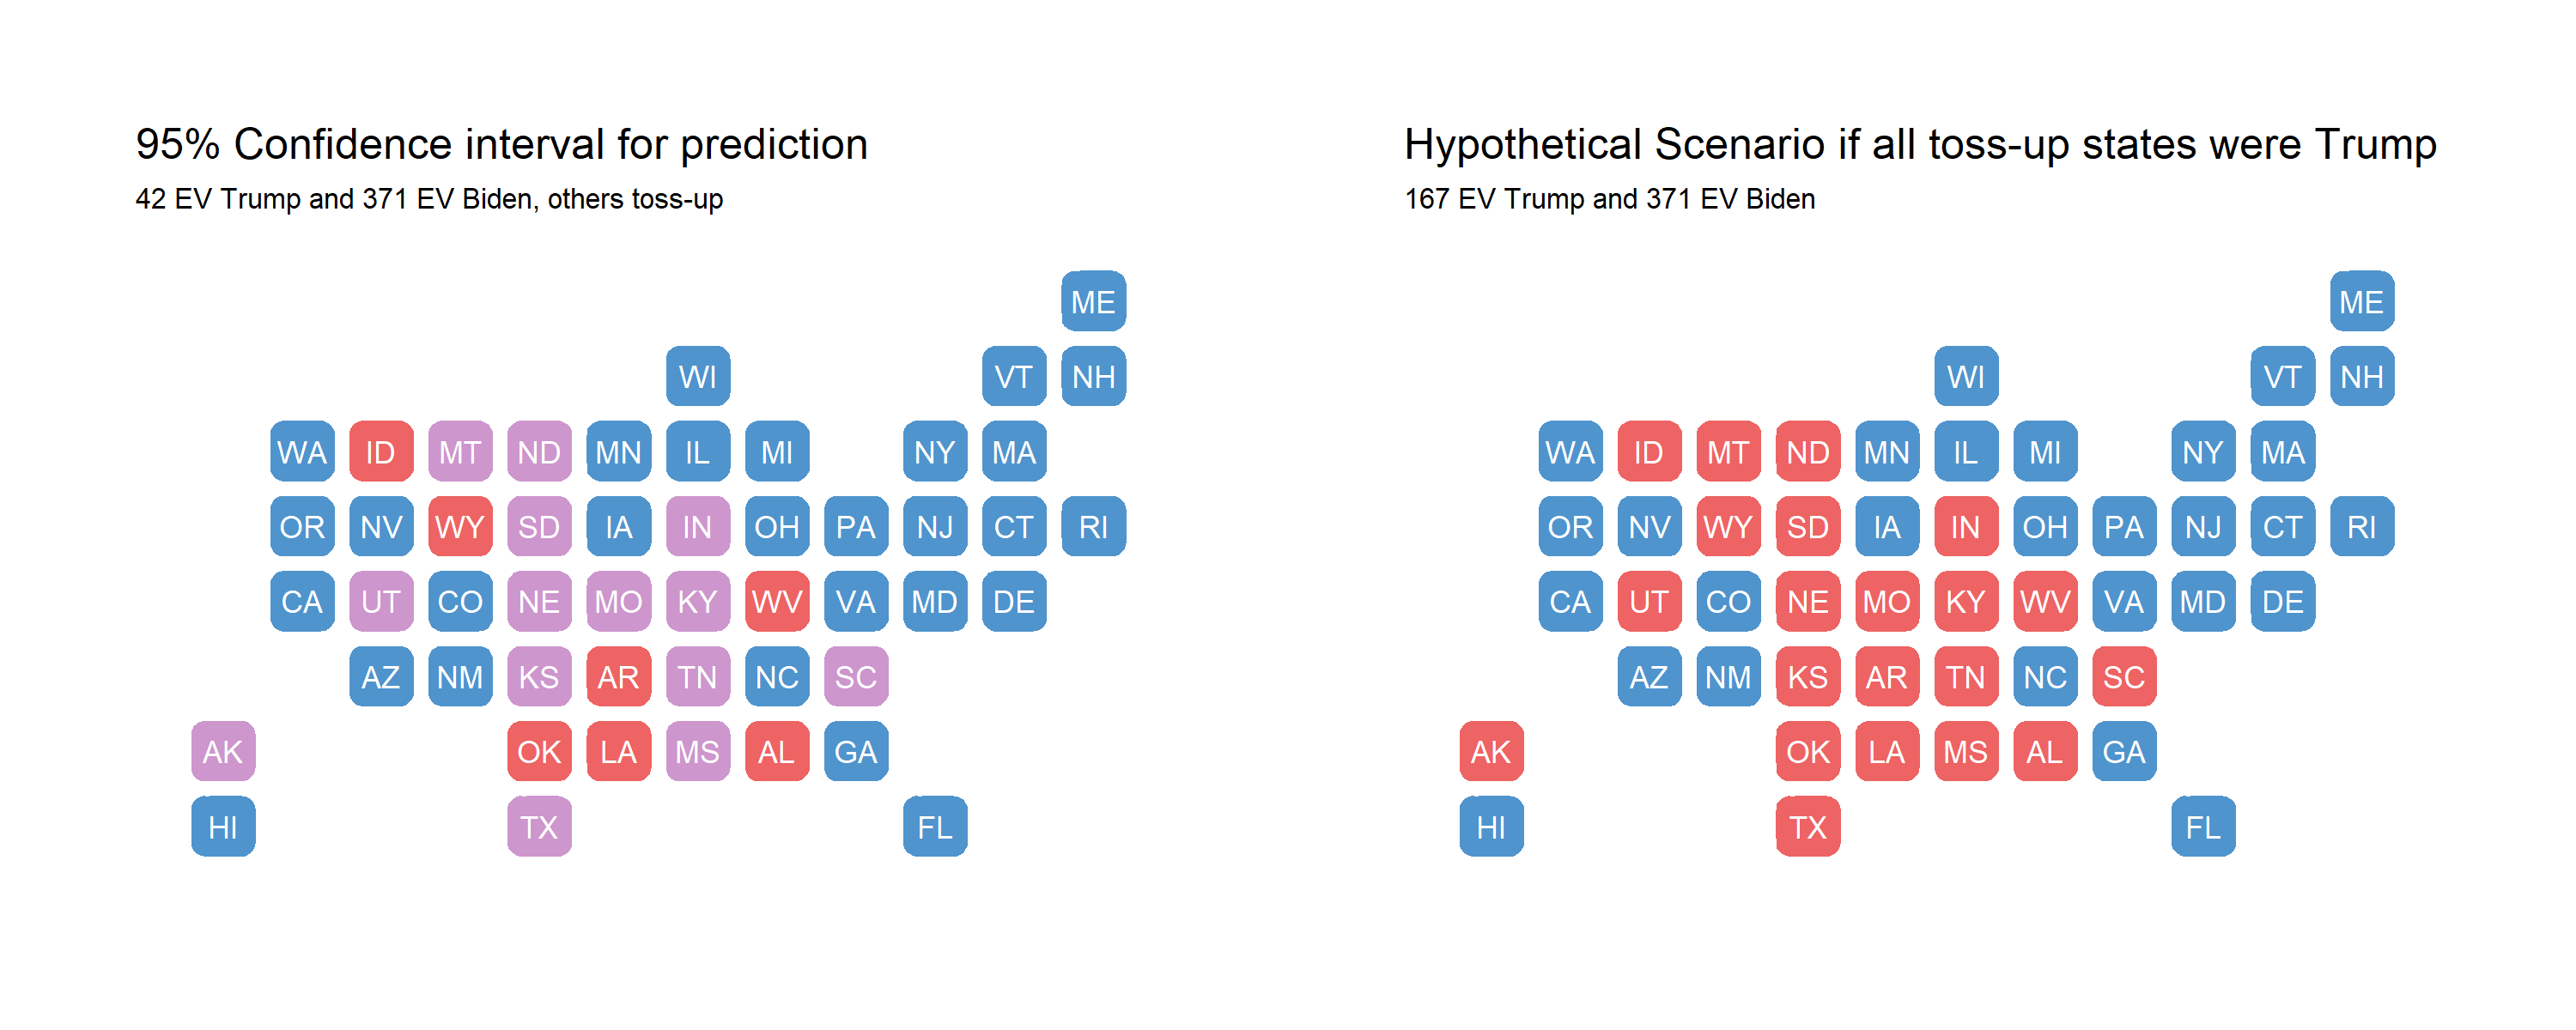 95% Confidence interval for prediction
42 EV Trump and 371 EV Biden, others toss-up
ME
WI VT NH
WA ID MT ND MN IL MI NY MA
OR NV WY SD IA IN OH PA NJ CT RI
CA UT CO NE MO KY WV VA MD DE
AZ NM KS AR TN NC SC
AK OK LA MS AL GA
HI TX FL
Hypothetical Scenario if all toss-up states were Trump
167 EV Trump and 371 EV Biden
ME
WI VT NH
WA ID MT ND MN IL MI NY MA
OR NV WY SD IA IN OH PA NJ CT RI
CA UT CO NE MO KY WV VA MD DE
AZ NM KS AR TN NC SC
AK OK LA MS AL GA
HI TX FL